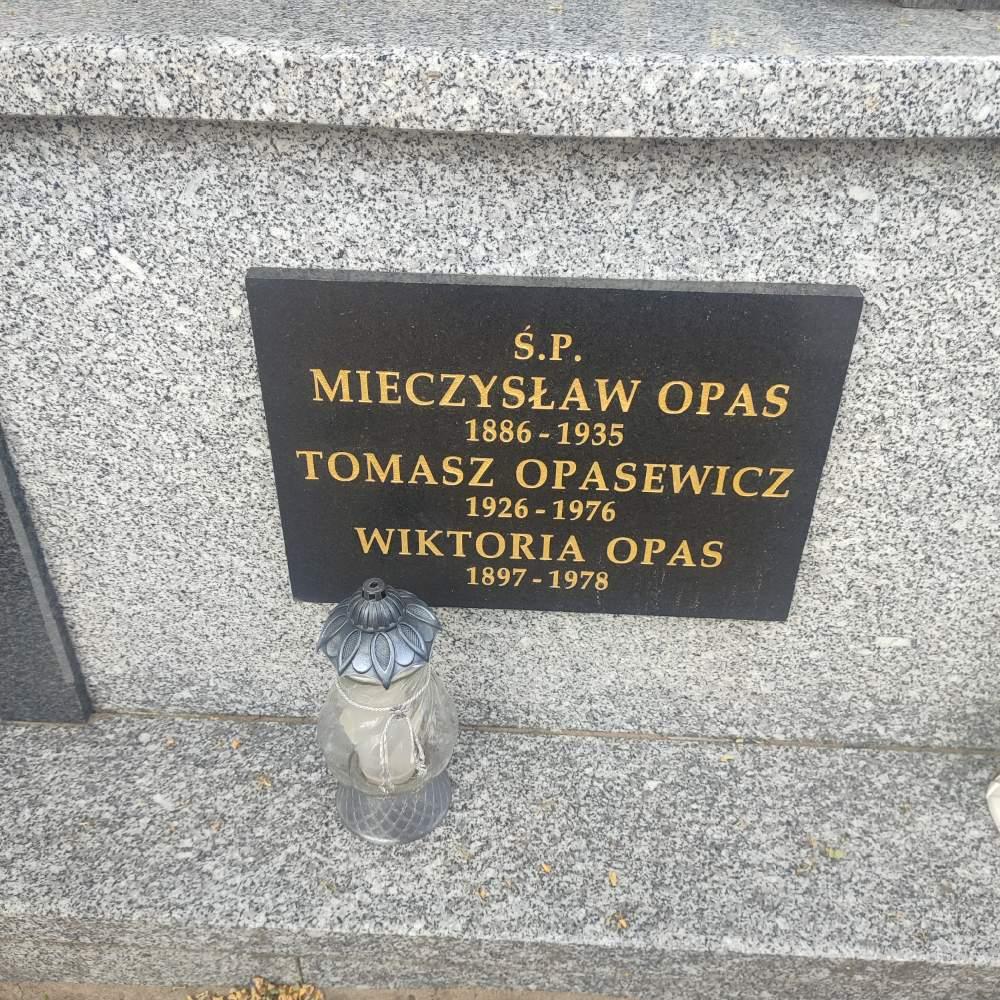 Ś.P.
MIECZYSŁAW OPAS
1886 - 1935
TOMASZ OPASEWICZ
1926 - 1976
WIKTORIA OPAS
1897 - 1978